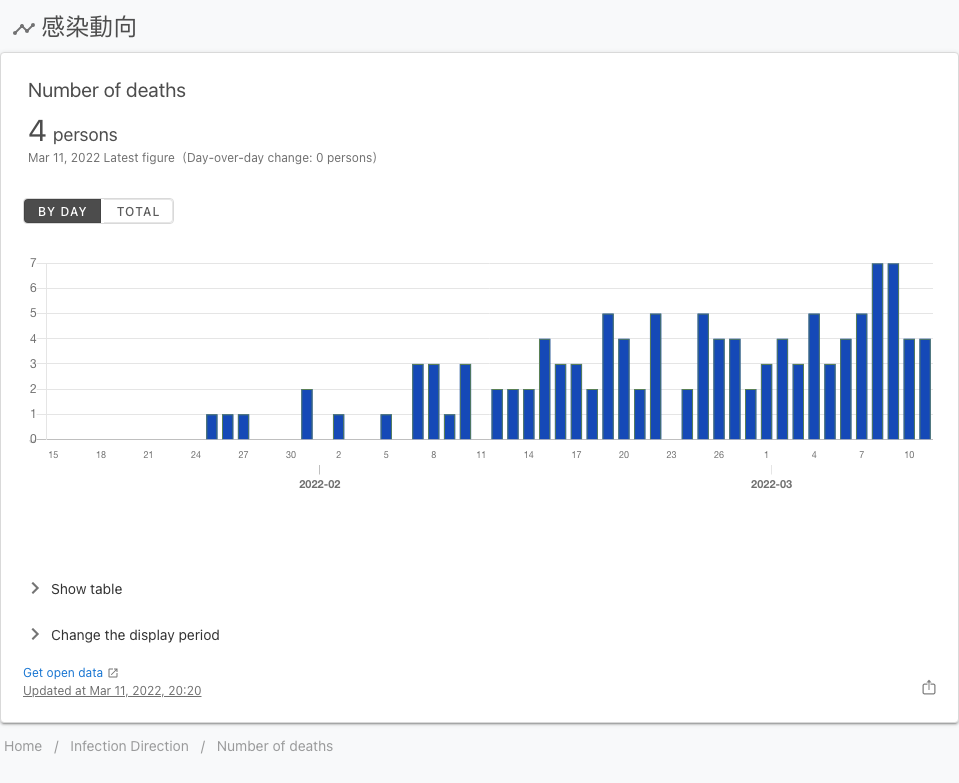 感染動向
Number of deaths
4 persons
Mar 11, 2022 Latest figure (Day-over-day change: 0 persons)
BY DAY TOTAL
7
6
5
4
3
2
1
0
15 18 21 24 27 30 2 5 8 11 14 17 20 23 26 1 4 7 10
2022-02 2022-03
Show table
Change the display period
Get open data
Updated at Mar 11, 2022, 20:20
Home / Infection Direction / Number of deaths